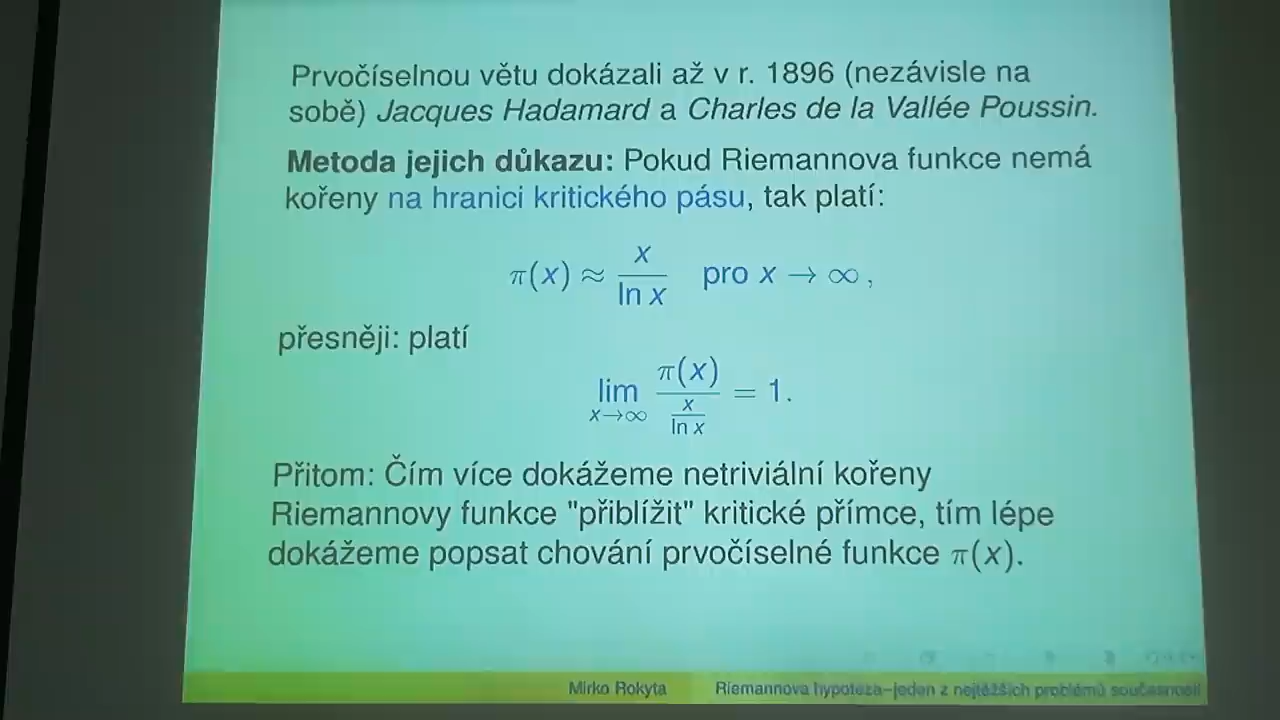 Prvočíselnou větu dokázali až v r. 1896 (nezávisle na
sobě) Jacques Hadamard a Charles de la Vallée Poussin.
Metoda jejich důkazu: Pokud Riemannova funkce nemá
kořeny na hranici kritického pásu, tak platí:
π(x) ≈ x / ln x pro x → ∞,
přesněji: platí
lim x→∞ π(x) / (x / ln x) = 1.
Přitom: Čím více dokážeme netriviální kořeny
Riemannovy funkce "přiblížit" kritické přímce, tím lépe
dokážeme popsat chování prvočíselné funkce π(x).
Mirko Rokyta Riemannova hypotéza–jeden z nejtěžších problémů současnosti